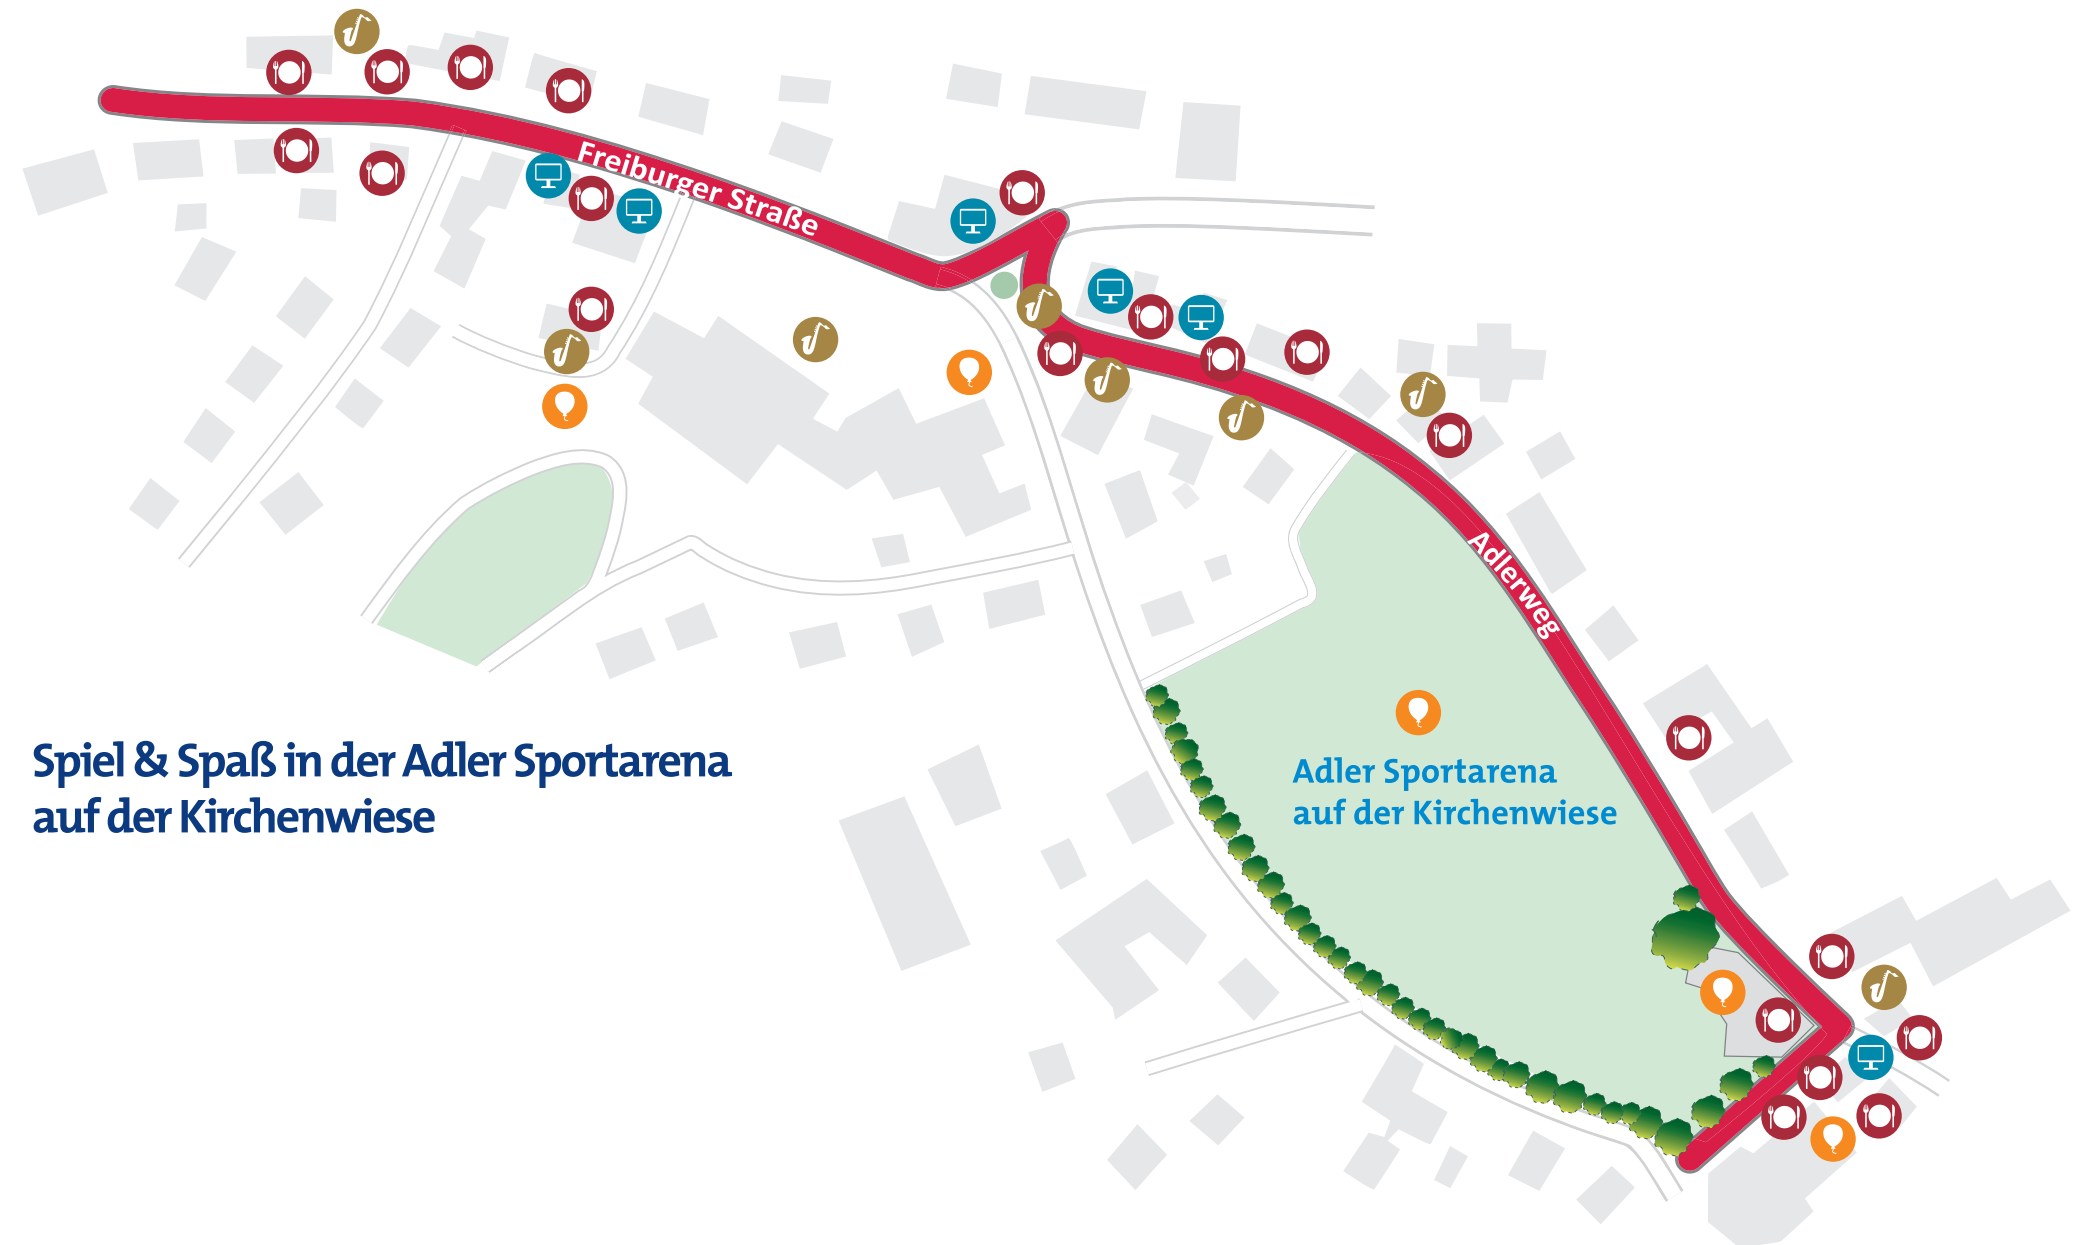 Freiburger Straße
Adlerweg
Spiel & Spaß in der Adler Sportarena
auf der Kirchenwiese
Adler Sportarena
auf der Kirchenwiese